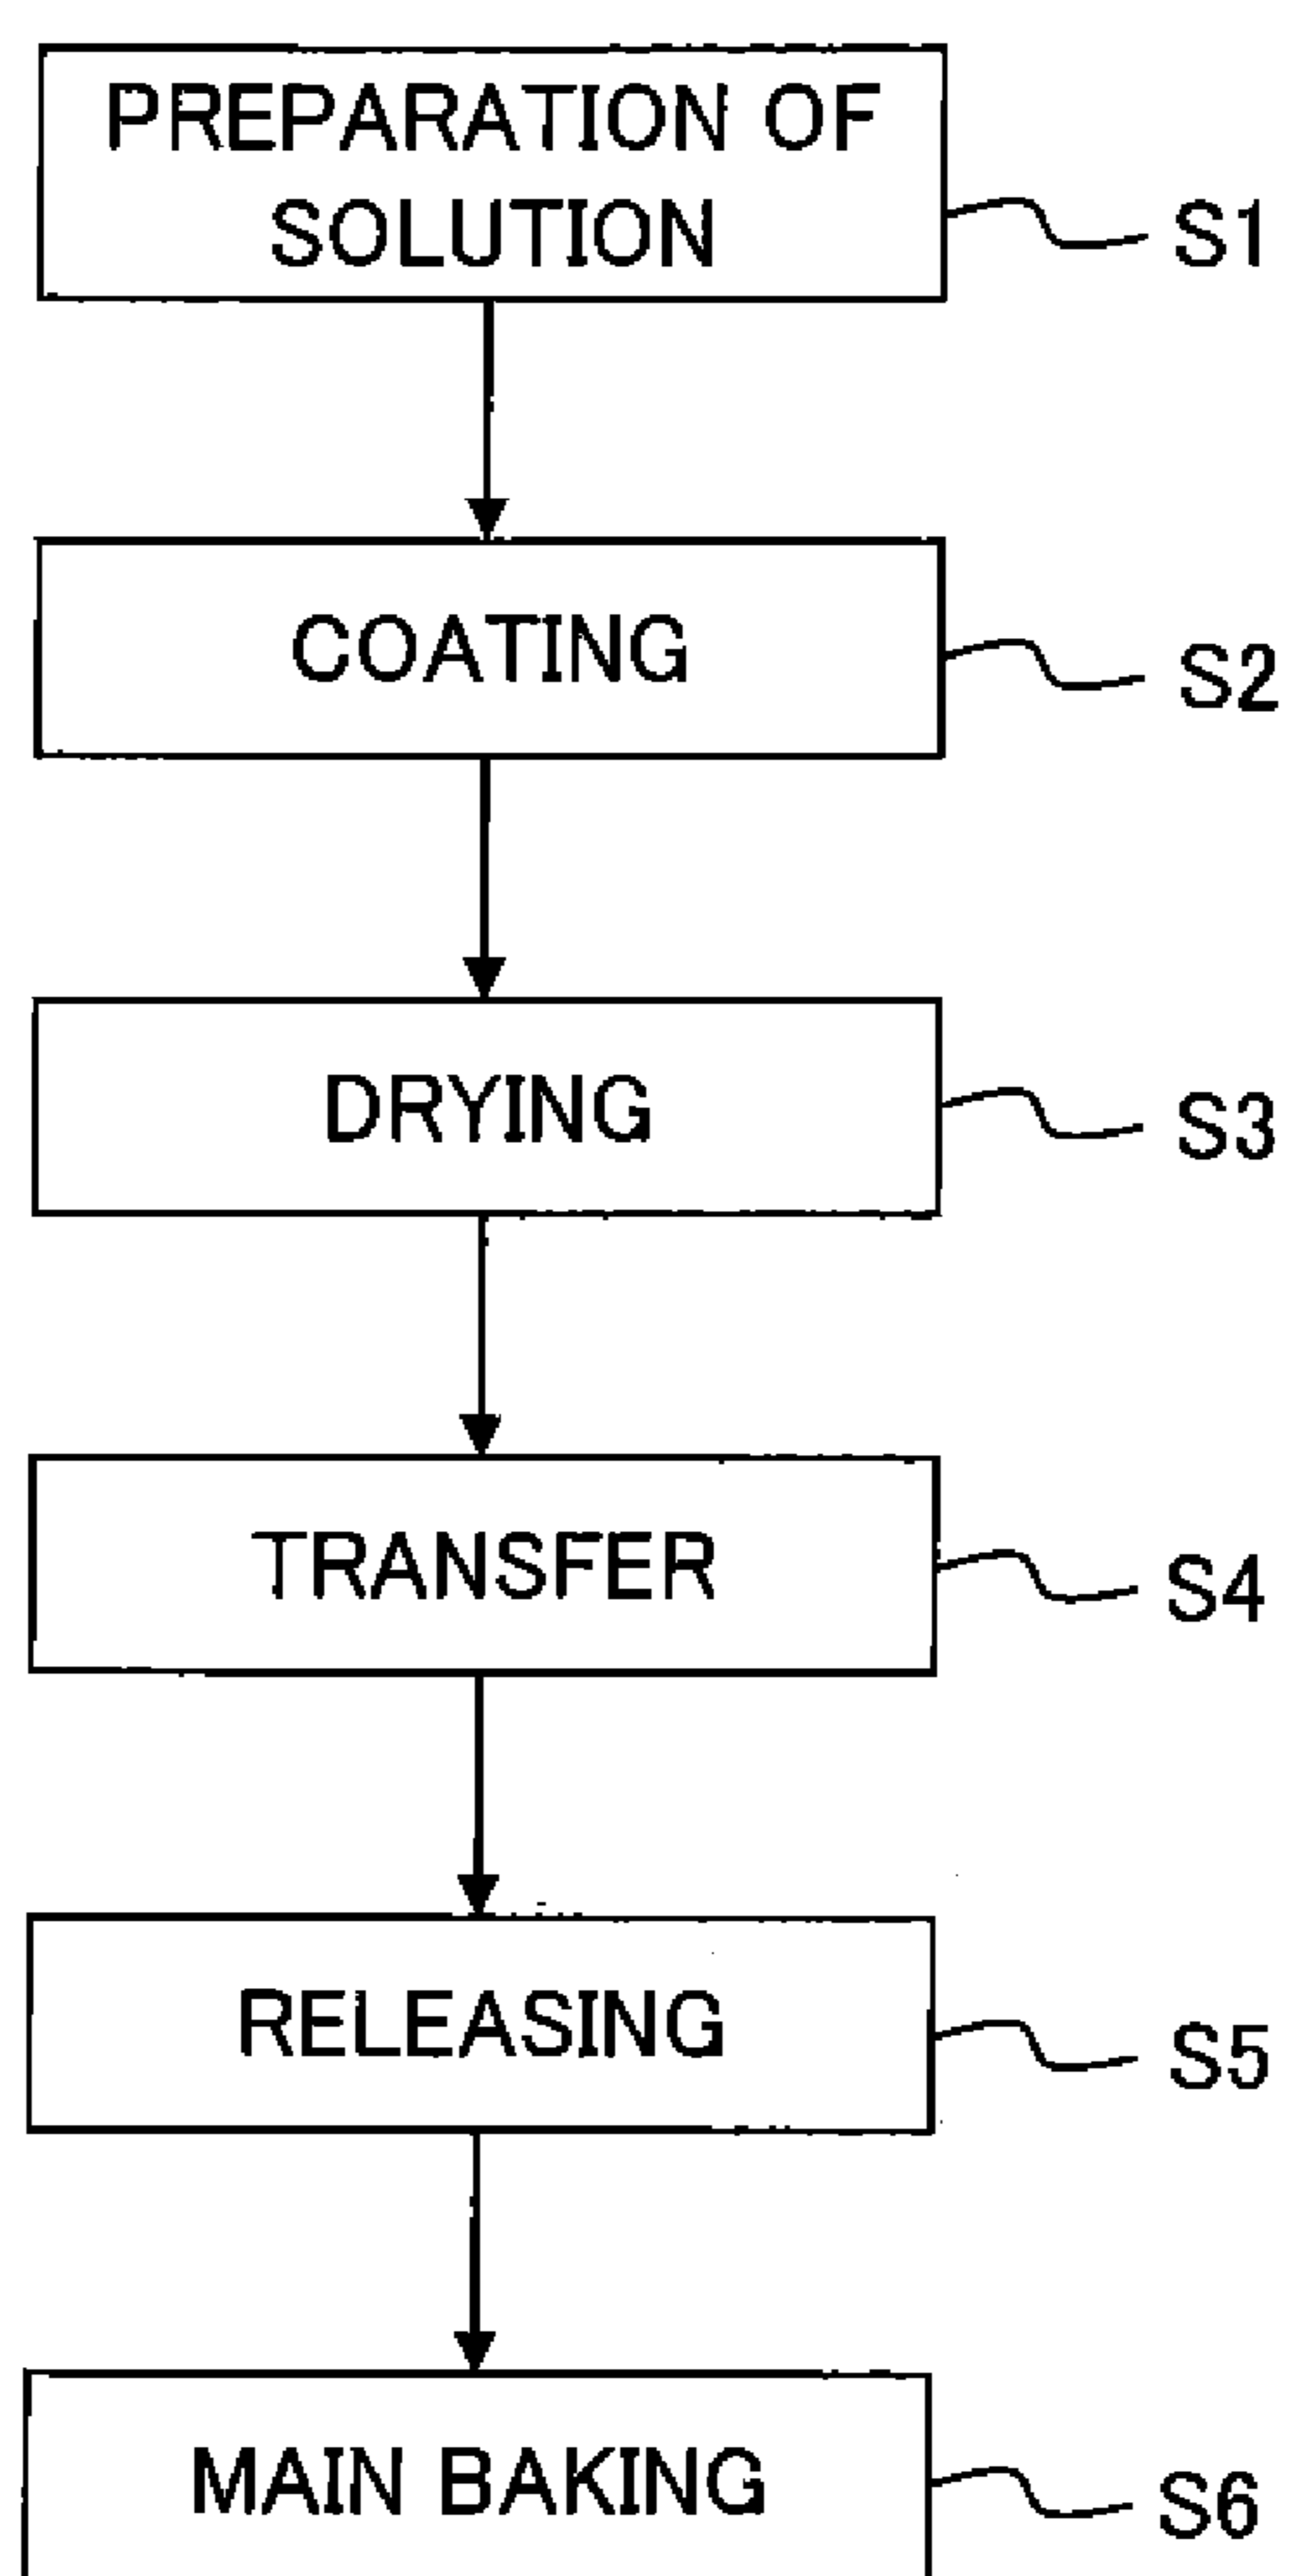 PREPARATION OF
SOLUTION
S1
COATING
S2
DRYING
S3
TRANSFER
S4
RELEASING
S5
MAIN BAKING
S6